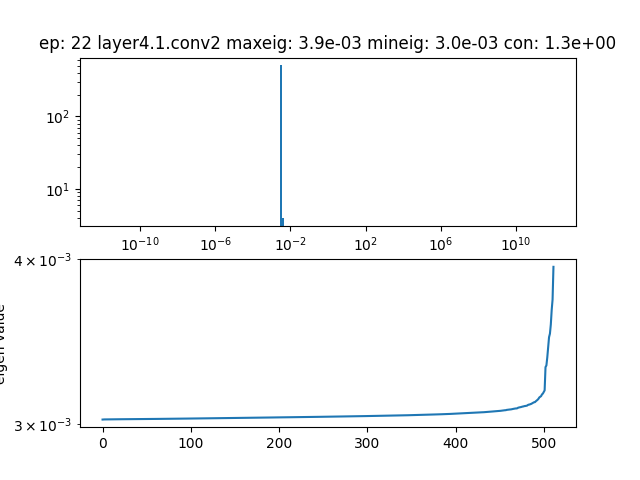 ep: 22 layer4.1.conv2 maxeig: 3.9e-03 mineig: 3.0e-03 con: 1.3e+00
10²
10¹
10⁻¹⁰ 10⁻⁶ 10⁻² 10² 10⁶ 10¹⁰
4 × 10⁻³
eigen value
3 × 10⁻³
0 100 200 300 400 500